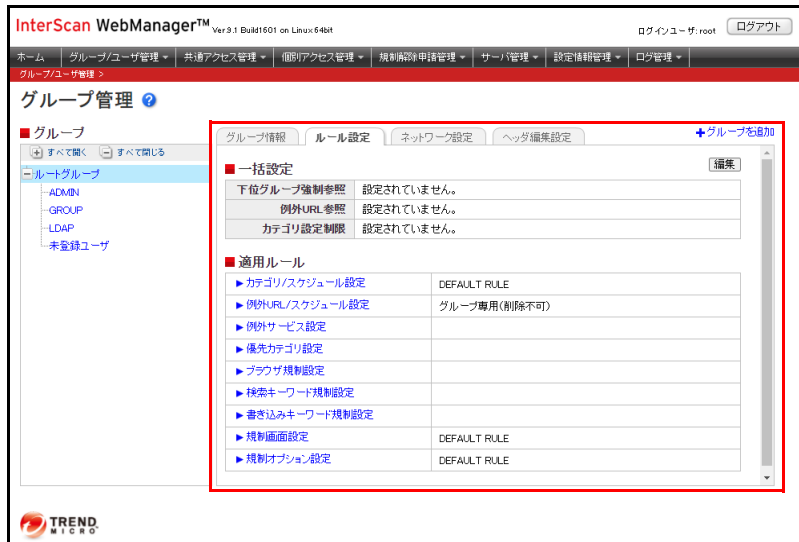 InterScan WebManager™ Ver.9.1 Build1601 on Linux 64bit
ログインユーザ:root ログアウト
ホーム グループ/ユーザ管理 共通アクセス管理 個別アクセス管理 規制解除申請管理 サーバ管理 設定情報管理 ログ管理
グループ/ユーザ管理 >
グループ管理 ?
グループ
すべて開く すべて閉じる
ルートグループ
ADMIN
GROUP
LDAP
未登録ユーザ
グループ情報 ルール設定 ネットワーク設定 ヘッダ編集設定 グループを追加
一括設定 編集
下位グループ強制参照 設定されていません。
例外URL参照 設定されていません。
カテゴリ設定制限 設定されていません。
適用ルール
カテゴリ/スケジュール設定 DEFAULT RULE
例外URL/スケジュール設定 グループ専用(削除不可)
例外サービス設定
優先カテゴリ設定
ブラウザ規制設定
検索キーワード規制設定
書き込みキーワード規制設定
規制画面設定 DEFAULT RULE
規制オプション設定 DEFAULT RULE
TREND
MICRO